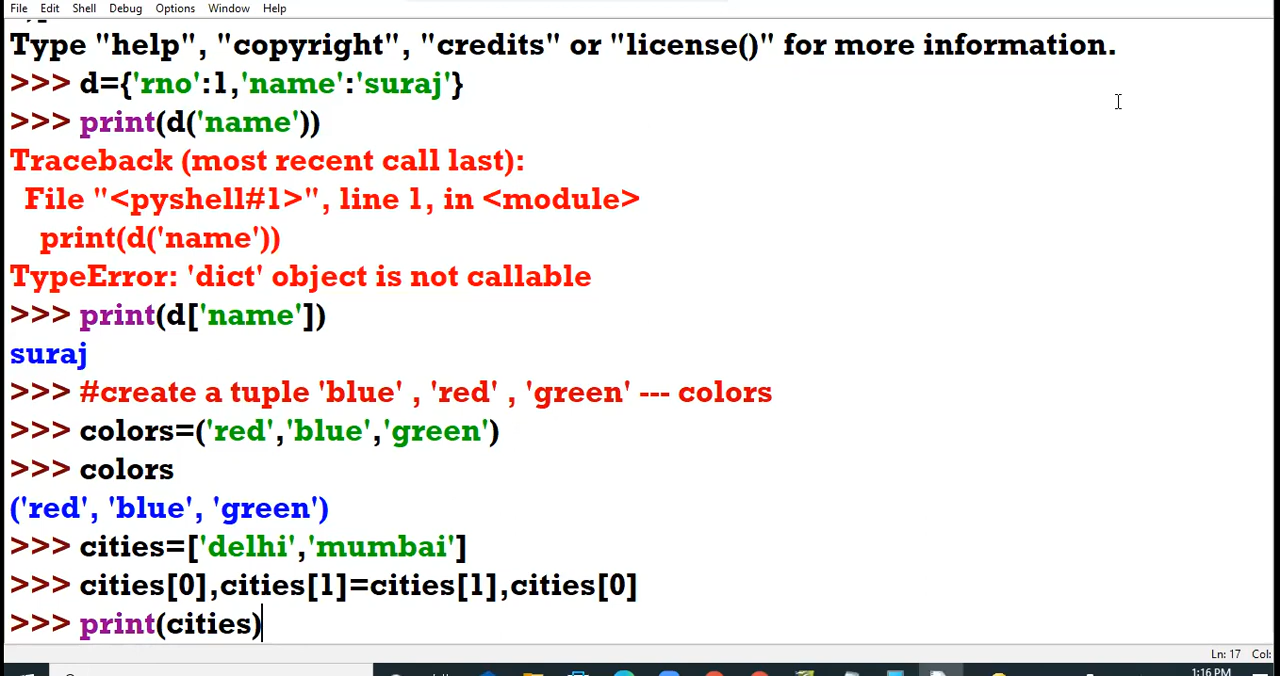 File Edit Shell Debug Options Window Help
Type "help", "copyright", "credits" or "license()" for more information.
>>> d={'rno':1,'name':'suraj'}
>>> print(d('name'))
Traceback (most recent call last):
File "<pyshell#1>", line 1, in <module>
print(d('name'))
TypeError: 'dict' object is not callable
>>> print(d['name'])
suraj
>>> #create a tuple 'blue' , 'red' , 'green' --- colors
>>> colors=('red','blue','green')
>>> colors
('red', 'blue', 'green')
>>> cities=['delhi','mumbai']
>>> cities[0],cities[1]=cities[1],cities[0]
>>> print(cities)
Ln: 17 Col:
1:16 PM